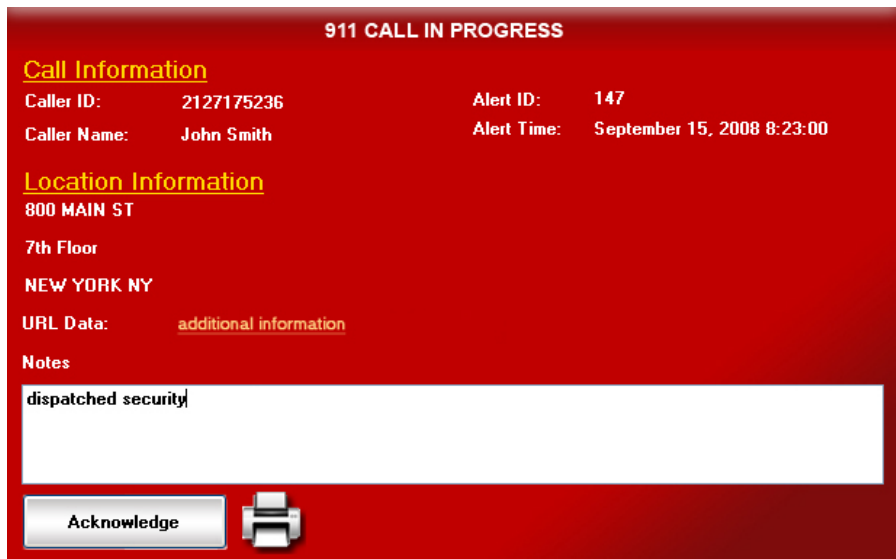 911 CALL IN PROGRESS
Call Information
Caller ID: 2127175236 Alert ID: 147
Caller Name: John Smith Alert Time: September 15, 2008 8:23:00
Location Information
800 MAIN ST
7th Floor
NEW YORK NY
URL Data: additional information
Notes
dispatched security
Acknowledge